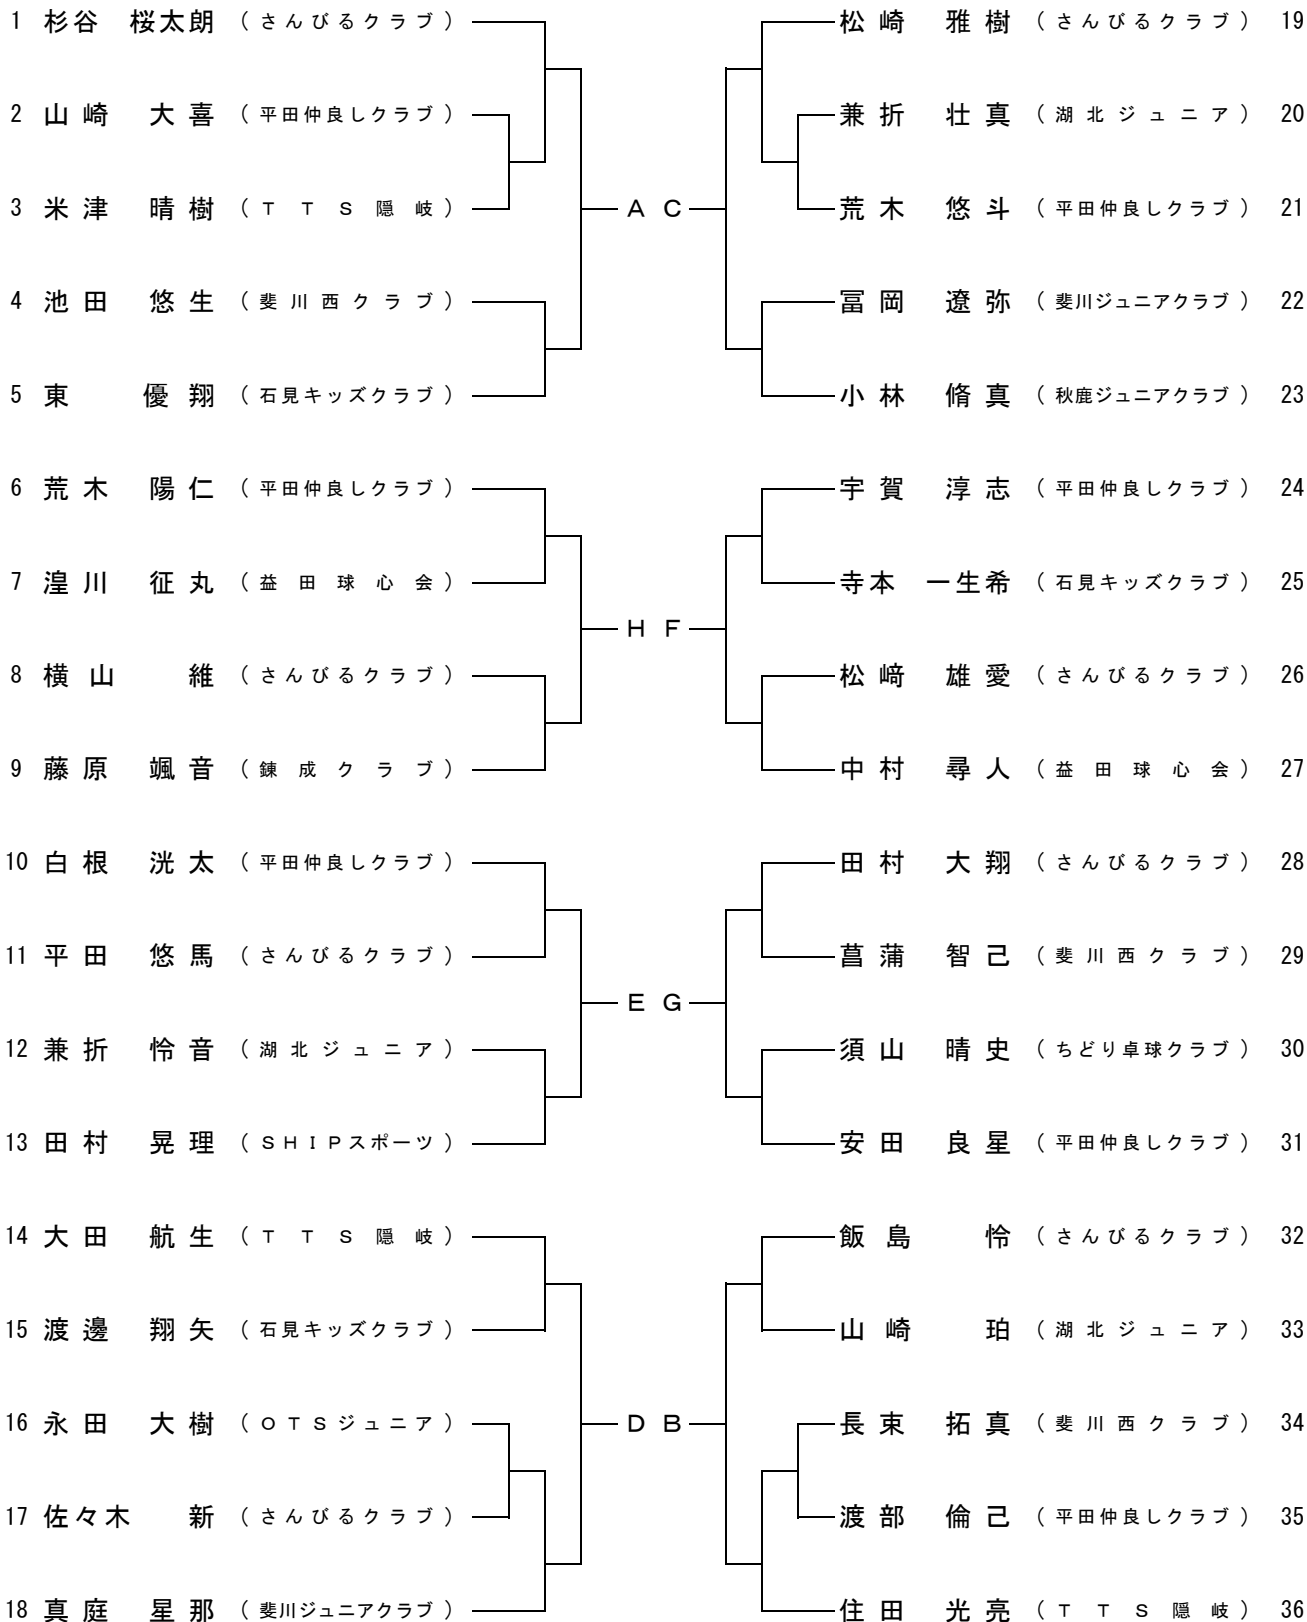 1 杉谷 桜太朗 (さんびるクラブ) 松崎 雅樹 (さんびるクラブ) 19
2 山崎 大喜 (平田仲良しクラブ) 兼折 壮真 (湖北ジュニア) 20
3 米津 晴樹 (TTS隠岐) A C 荒木 悠斗 (平田仲良しクラブ) 21
4 池田 悠生 (斐川西クラブ) 冨岡 遼弥 (斐川ジュニアクラブ) 22
5 東 優翔 (石見キッズクラブ) 小林 脩真 (秋鹿ジュニアクラブ) 23
6 荒木 陽仁 (平田仲良しクラブ) 宇賀 淳志 (平田仲良しクラブ) 24
7 湟川 征丸 (益田球心会) 寺本 一生希 (石見キッズクラブ) 25
H F
8 横山 維 (さんびるクラブ) 松﨑 雄愛 (さんびるクラブ) 26
9 藤原 颯音 (錬成クラブ) 中村 尋人 (益田球心会) 27
10 白根 洸太 (平田仲良しクラブ) 田村 大翔 (さんびるクラブ) 28
11 平田 悠馬 (さんびるクラブ) 菖蒲 智己 (斐川西クラブ) 29
E G
12 兼折 怜音 (湖北ジュニア) 須山 晴史 (ちどり卓球クラブ) 30
13 田村 晃理 (SHIPスポーツ) 安田 良星 (平田仲良しクラブ) 31
14 大田 航生 (TTS隠岐) 飯島 怜 (さんびるクラブ) 32
15 渡邊 翔矢 (石見キッズクラブ) 山崎 珀 (湖北ジュニア) 33
16 永田 大樹 (OTSジュニア) D B 長束 拓真 (斐川西クラブ) 34
17 佐々木 新 (さんびるクラブ) 渡部 倫己 (平田仲良しクラブ) 35
18 真庭 星那 (斐川ジュニアクラブ) 住田 光亮 (TTS隠岐) 36